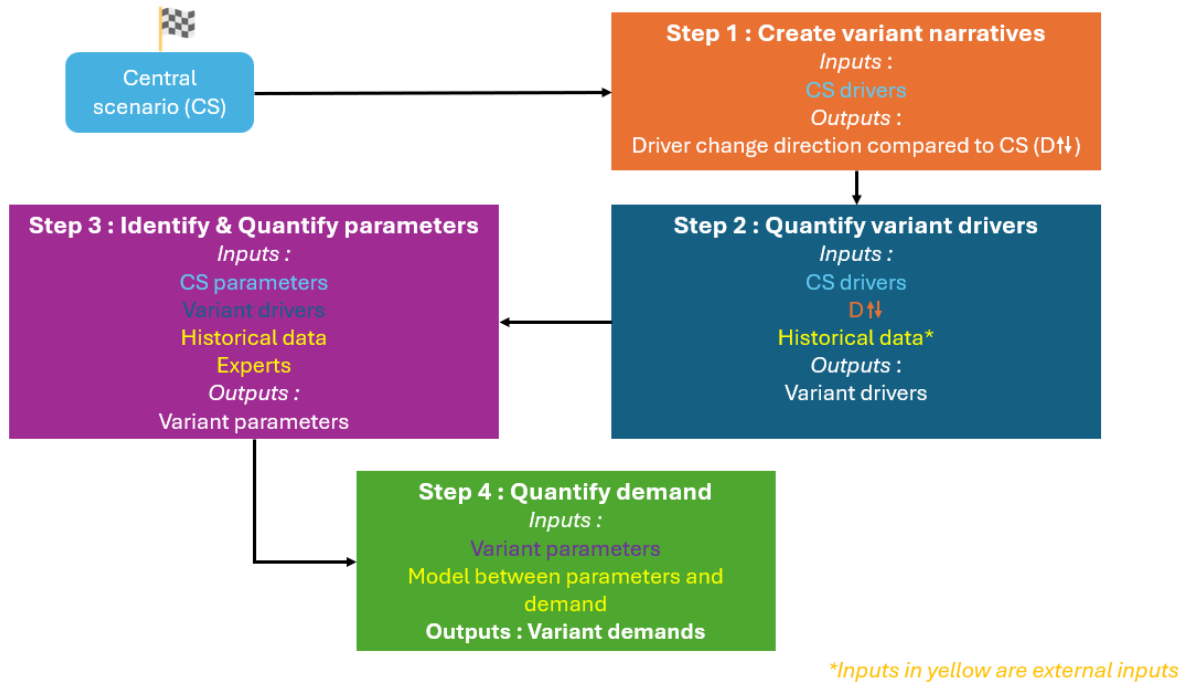 Central
scenario (CS)
Step 1 : Create variant narratives
Inputs :
CS drivers
Outputs :
Driver change direction compared to CS (D↑↓)
Step 2 : Quantify variant drivers
Inputs :
CS drivers
D↑↓
Historical data*
Outputs :
Variant drivers
Step 3 : Identify & Quantify parameters
Inputs :
CS parameters
Variant drivers
Historical data
Experts
Outputs :
Variant parameters
Step 4 : Quantify demand
Inputs :
Variant parameters
Model between parameters and
demand
Outputs : Variant demands
*Inputs in yellow are external inputs